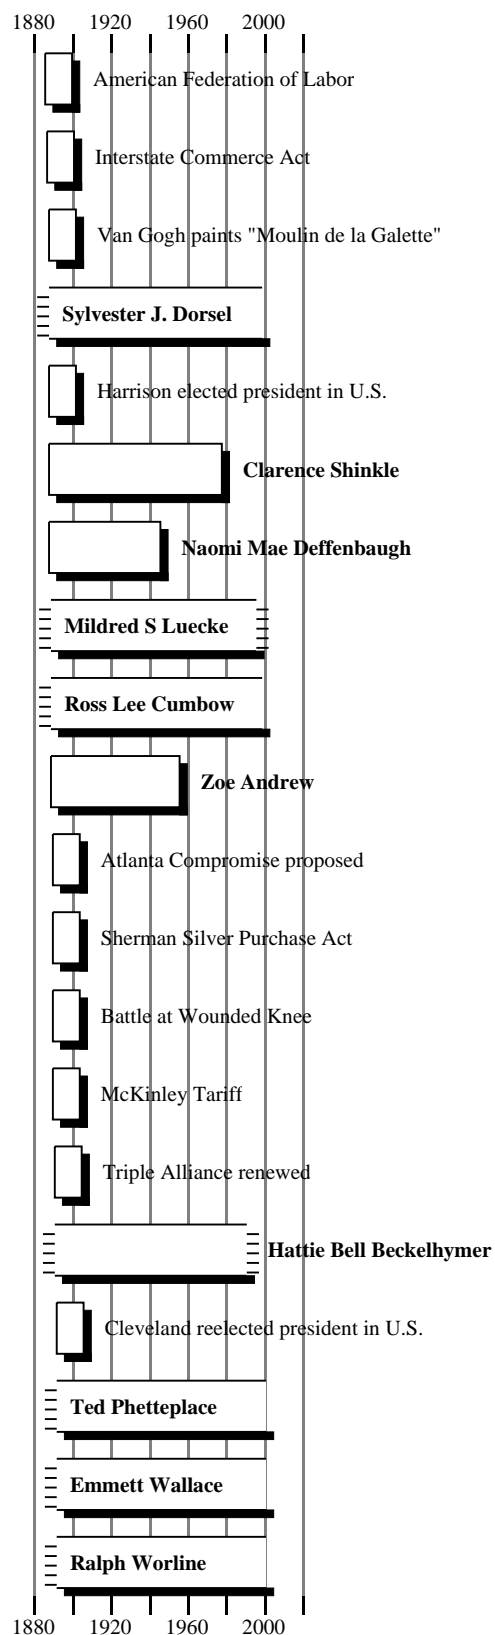 1880 1920 1960 2000
American Federation of Labor
Interstate Commerce Act
Van Gogh paints "Moulin de la Galette"
Sylvester J. Dorsel
Harrison elected president in U.S.
Clarence Shinkle
Naomi Mae Deffenbaugh
Mildred S Luecke
Ross Lee Cumbow
Zoe Andrew
Atlanta Compromise proposed
Sherman Silver Purchase Act
Battle at Wounded Knee
McKinley Tariff
Triple Alliance renewed
Hattie Bell Beckelhymer
Cleveland reelected president in U.S.
Ted Phetteplace
Emmett Wallace
Ralph Worline
1880 1920 1960 2000